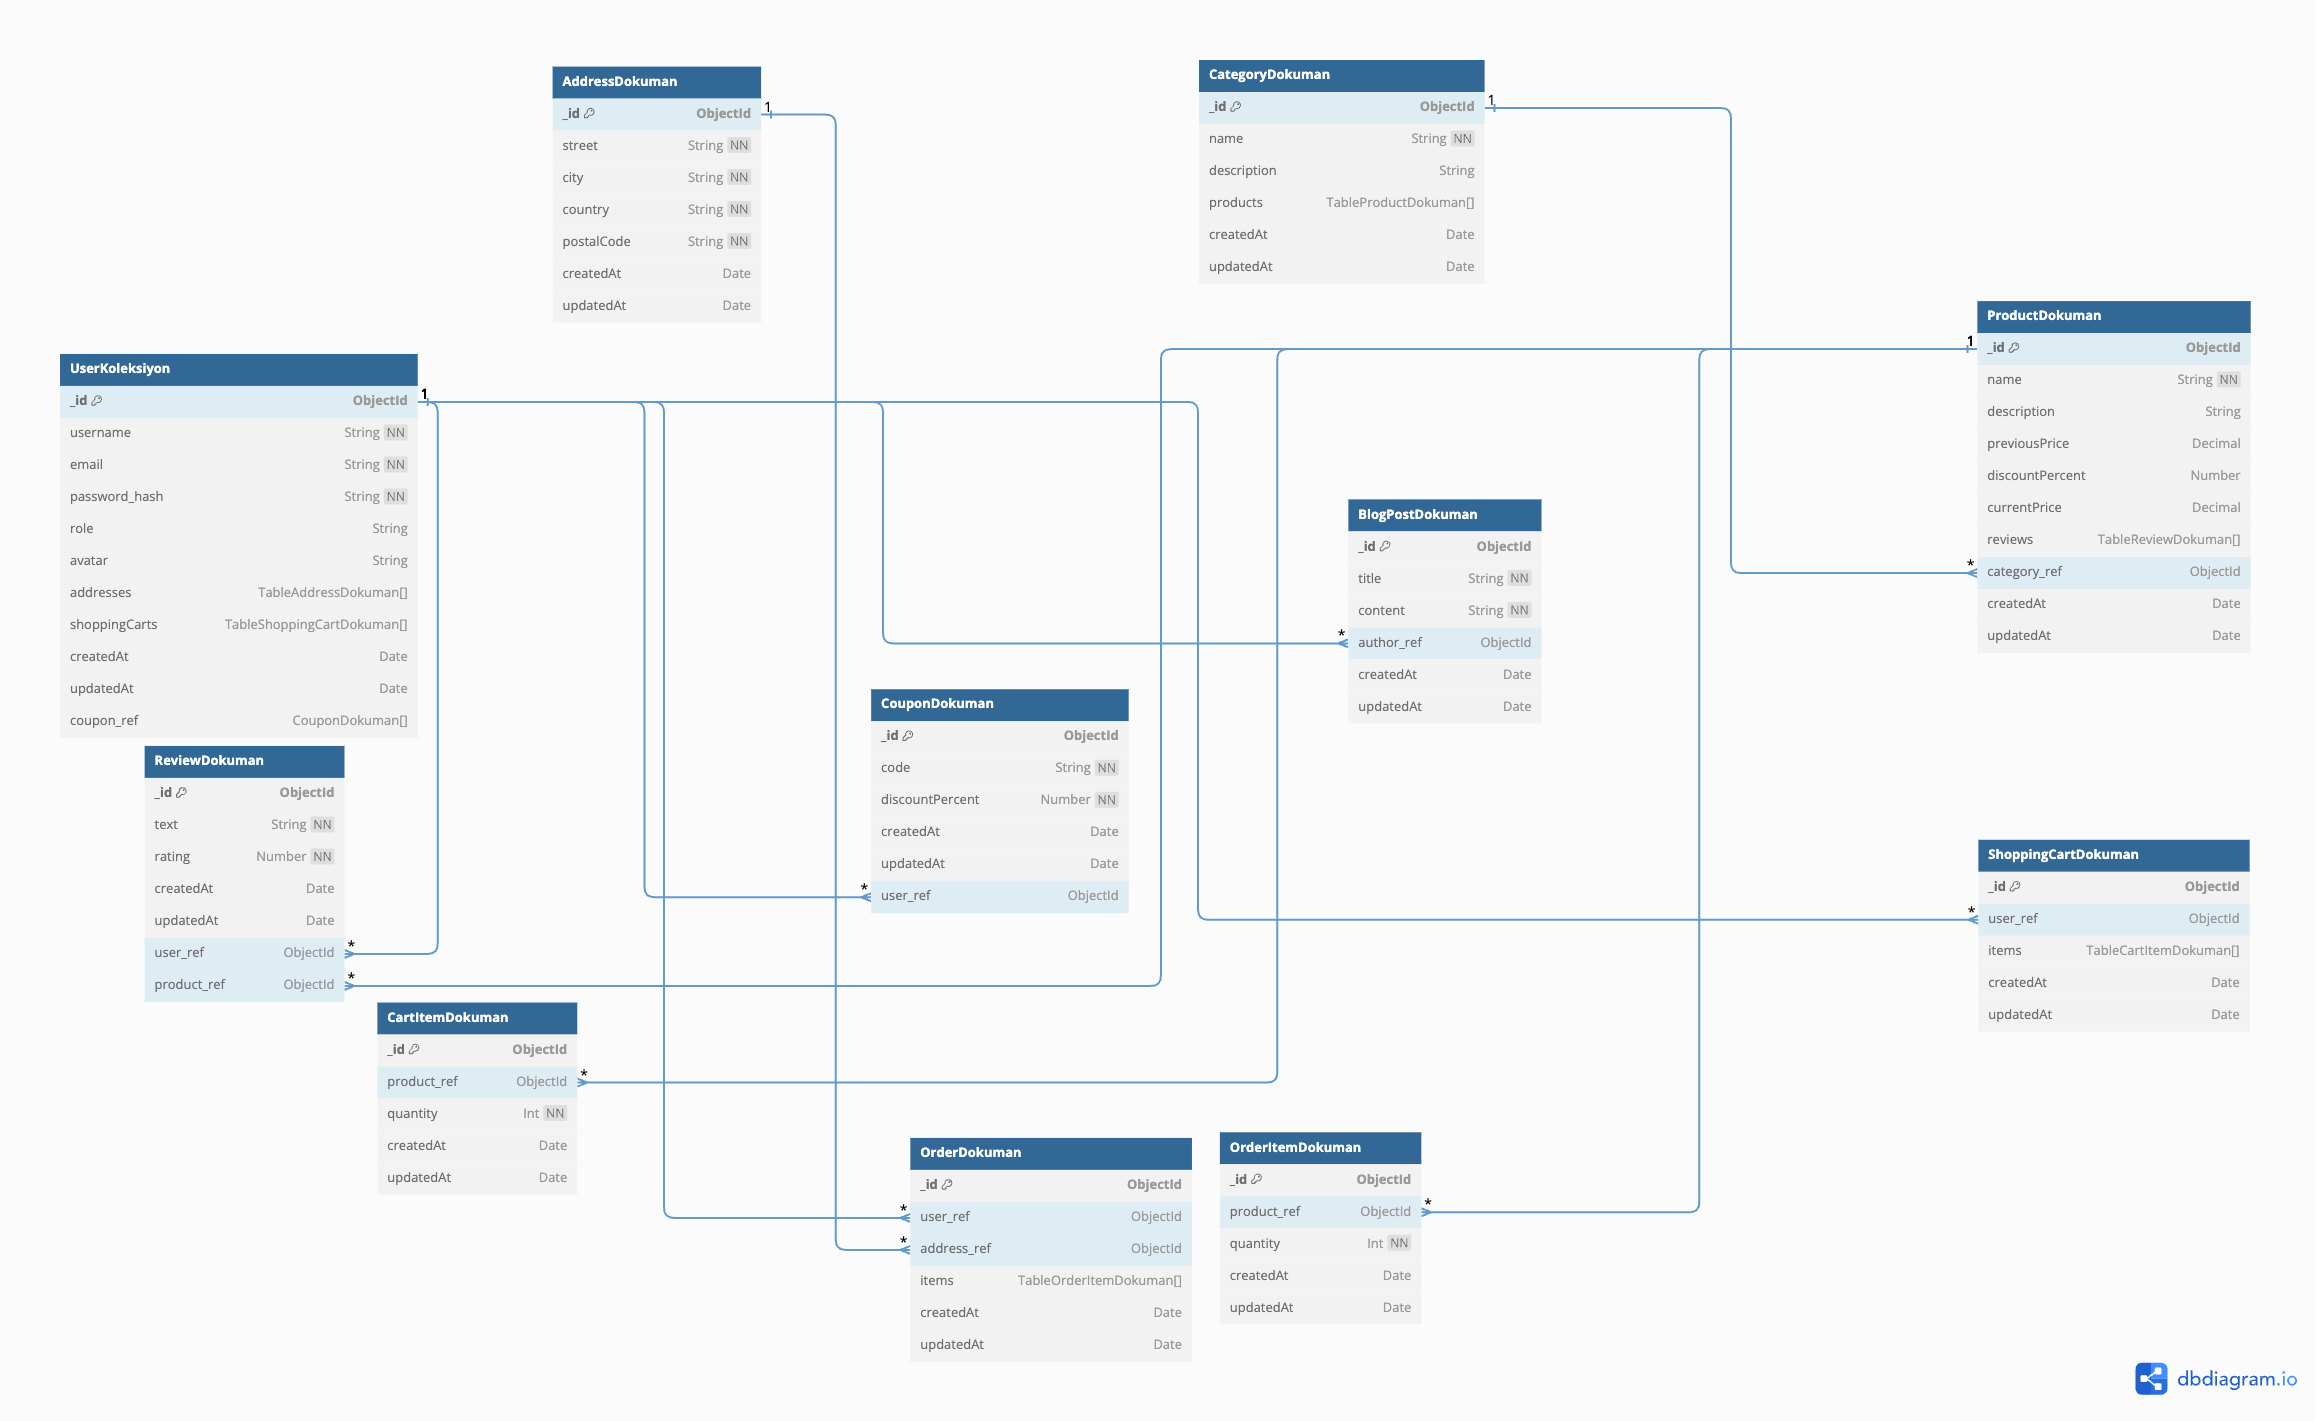 AddressDokuman
_id ObjectId
street String NN
city String NN
country String NN
postalCode String NN
createdAt Date
updatedAt Date
1
CategoryDokuman
_id ObjectId
name String NN
description String
products TableProductDokuman[]
createdAt Date
updatedAt Date
1
ProductDokuman
_id ObjectId
name String NN
description String
previousPrice Decimal
discountPercent Number
currentPrice Decimal
reviews TableReviewDokuman[]
category_ref ObjectId
createdAt Date
updatedAt Date
1
*
UserKoleksiyon
_id ObjectId
username String NN
email String NN
password_hash String NN
role String
avatar String
addresses TableAddressDokuman[]
shoppingCarts TableShoppingCartDokuman[]
createdAt Date
updatedAt Date
coupon_ref CouponDokuman[]
1
BlogPostDokuman
_id ObjectId
title String NN
content String NN
author_ref ObjectId
createdAt Date
updatedAt Date
*
CouponDokuman
_id ObjectId
code String NN
discountPercent Number NN
createdAt Date
updatedAt Date
user_ref ObjectId
*
ReviewDokuman
_id ObjectId
text String NN
rating Number NN
createdAt Date
updatedAt Date
user_ref ObjectId
product_ref ObjectId
*
*
ShoppingCartDokuman
_id ObjectId
user_ref ObjectId
items TableCartItemDokuman[]
createdAt Date
updatedAt Date
*
CartItemDokuman
_id ObjectId
product_ref ObjectId
quantity Int NN
createdAt Date
updatedAt Date
*
OrderDokuman
_id ObjectId
user_ref ObjectId
address_ref ObjectId
items TableOrderItemDokuman[]
createdAt Date
updatedAt Date
*
*
OrderItemDokuman
_id ObjectId
product_ref ObjectId
quantity Int NN
createdAt Date
updatedAt Date
*
dbdiagram.io